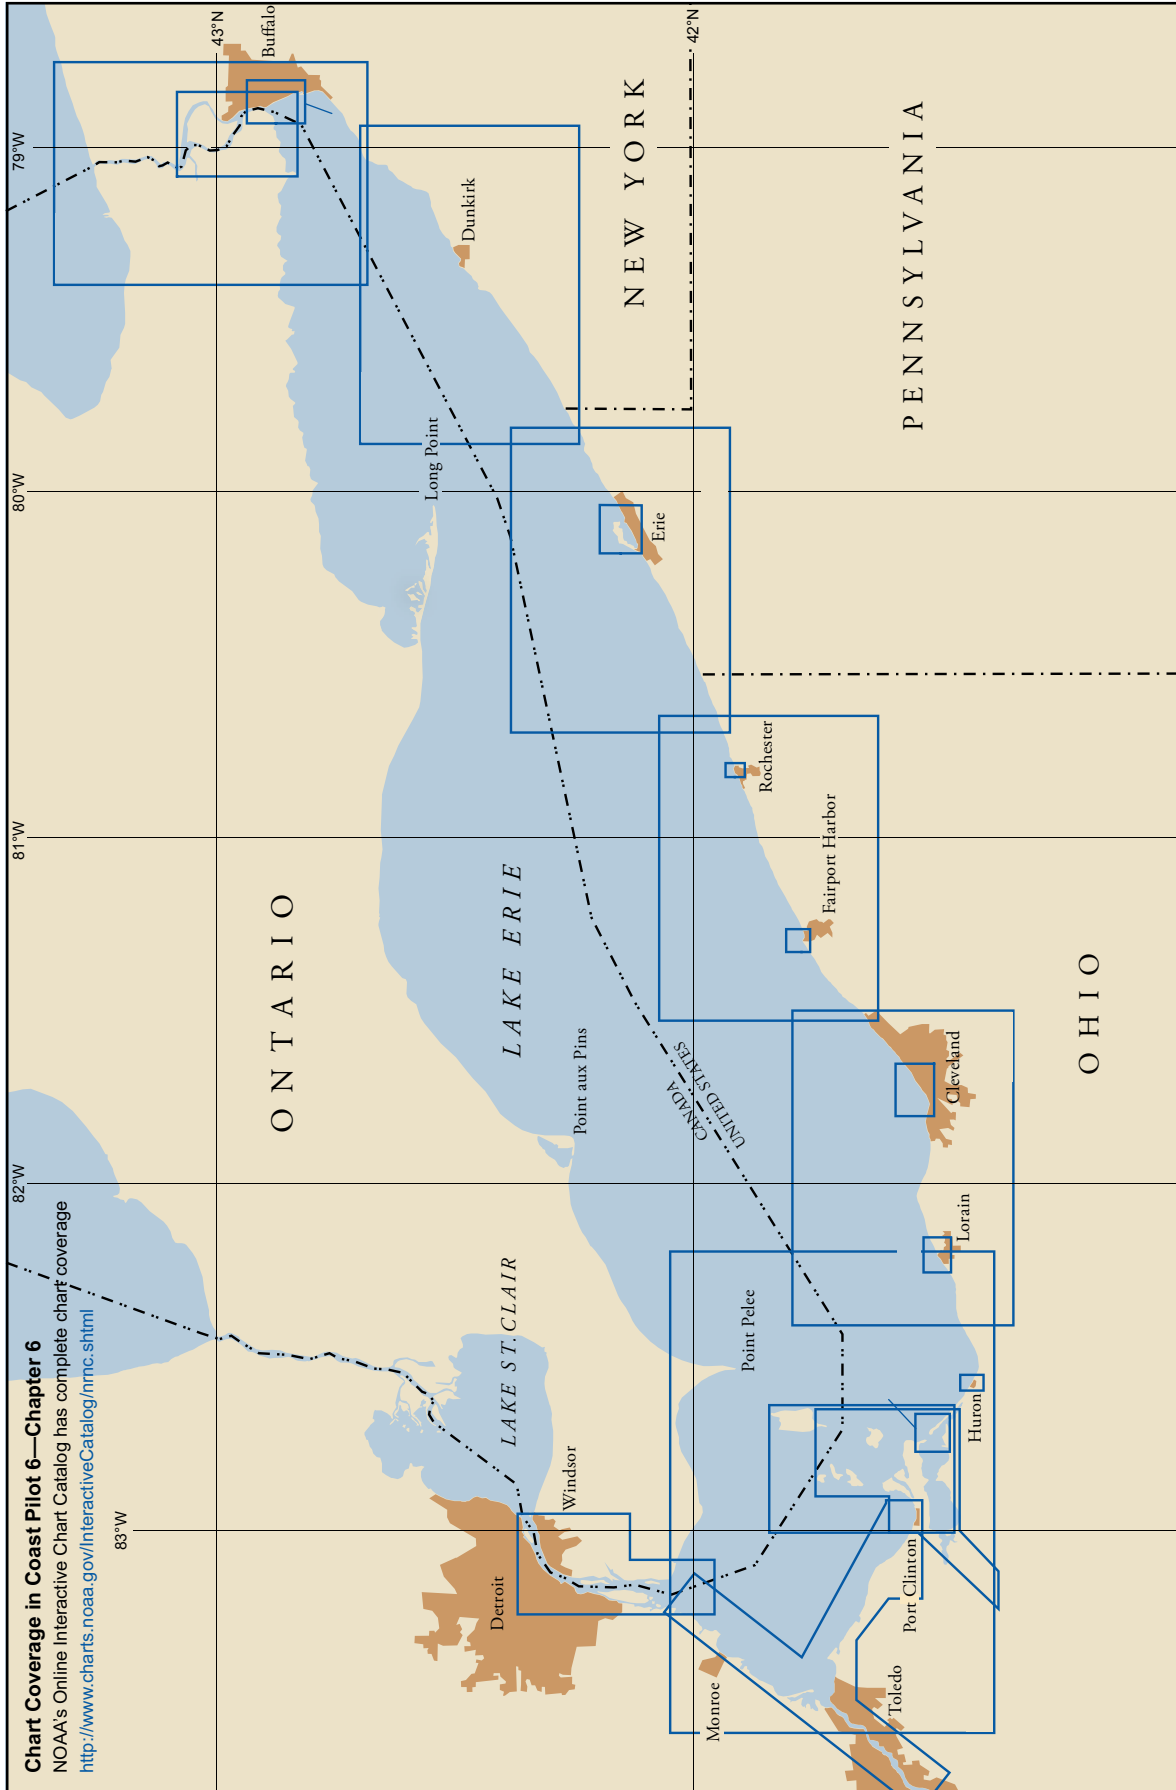 Chart Coverage in Coast Pilot 6—Chapter 6
NOAA's Online Interactive Chart Catalog has complete chart coverage
http://www.charts.noaa.gov/InteractiveCatalog/nrnc.shtml
83°W
82°W
81°W
80°W
79°W
43°N
42°N
ONTARIO
LAKE ERIE
LAKE ST. CLAIR
NEW YORK
PENNSYLVANIA
OHIO
CANADA
UNITED STATES
Buffalo
Dunkirk
Long Point
Erie
Rochester
Fairport Harbor
Point aux Pins
Cleveland
Lorain
Point Pelee
Huron
Windsor
Detroit
Port Clinton
Monroe
Toledo